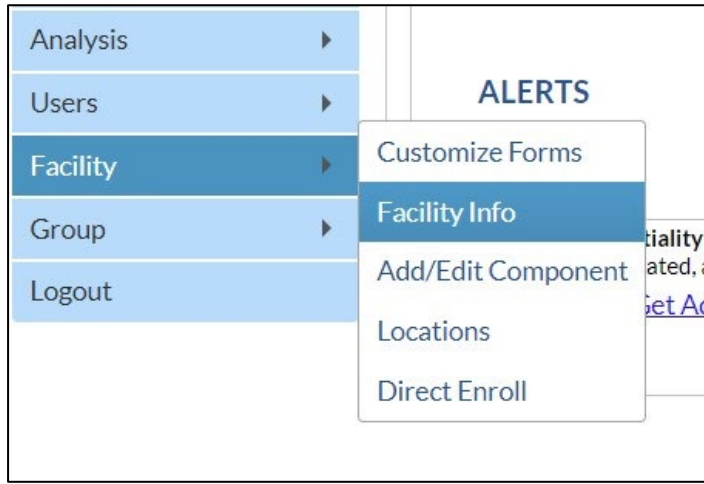 Analysis
Users
Facility
Group
Logout
ALERTS
Customize Forms
Facility Info
Add/Edit Component
Locations
Direct Enroll
tiality
ated, a
Get Ac